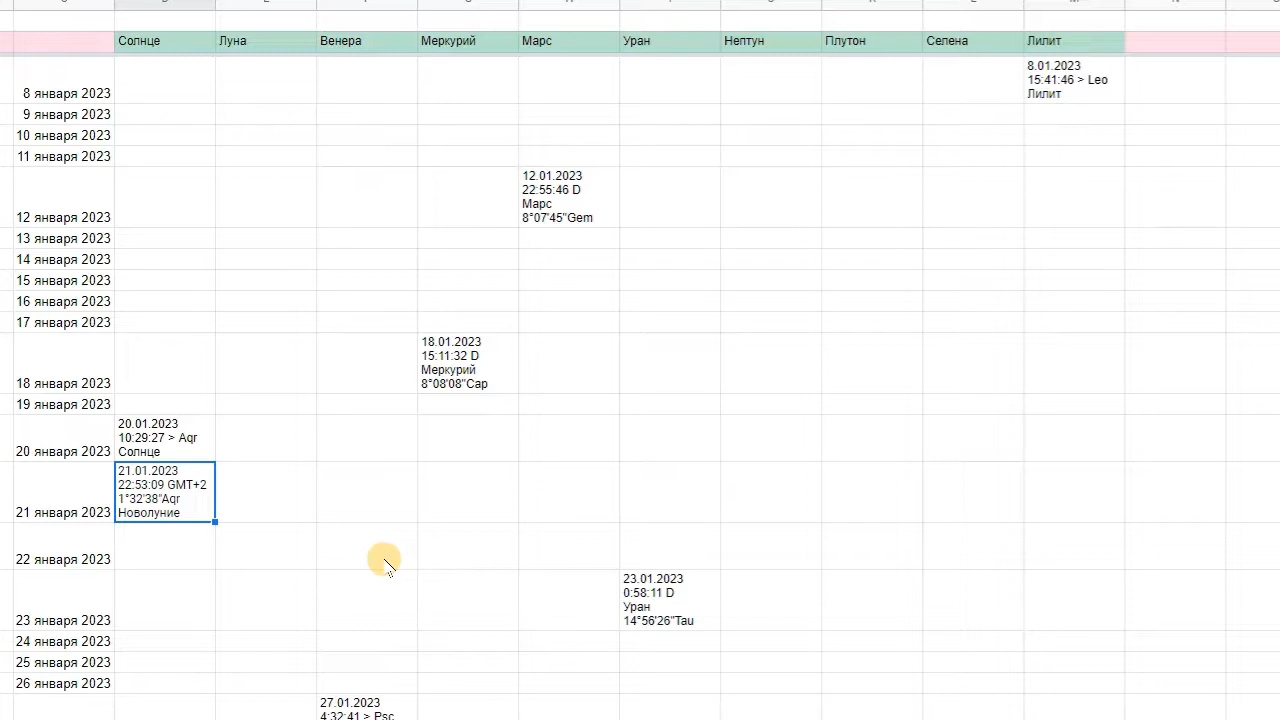 Солнце Луна Венера Меркурий Марс Уран Нептун Плутон Селена Лилит
8.01.2023
15:41:46 > Leo
8 января 2023 Лилит
9 января 2023
10 января 2023
11 января 2023
12.01.2023
22:55:46 D
Марс
12 января 2023 8°07'45"Gem
13 января 2023
14 января 2023
15 января 2023
16 января 2023
17 января 2023
18.01.2023
15:11:32 D
Меркурий
18 января 2023 8°08'08"Cap
19 января 2023
20.01.2023
10:29:27 > Aqr
20 января 2023 Солнце
21.01.2023
22:53:09 GMT+2
1°32'38"Aqr
21 января 2023 Новолуние
22 января 2023
23.01.2023
0:58:11 D
Уран
23 января 2023 14°56'26"Tau
24 января 2023
25 января 2023
26 января 2023
27.01.2023
4:32:41 > Psc